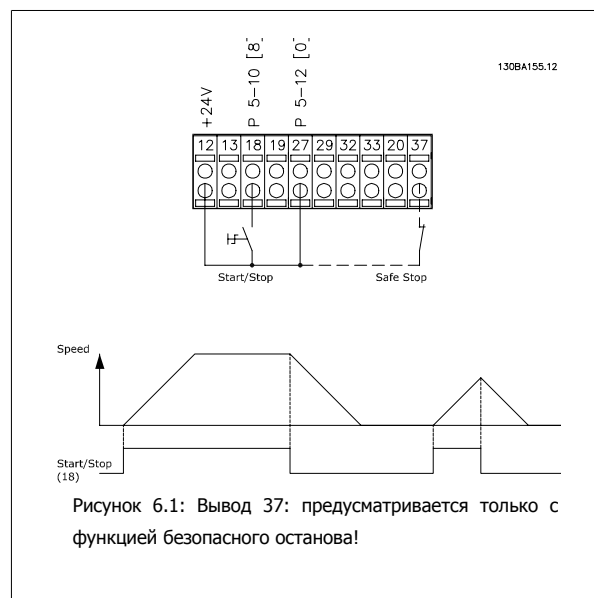 130BA155.12
+24V
P 5-10 [8]
P 5-12 [0]
12 13 18 19 27 29 32 33 20 37
Start/Stop
Safe Stop
Speed
Start/Stop
(18)
Рисунок 6.1: Вывод 37: предусматривается только с
функцией безопасного останова!